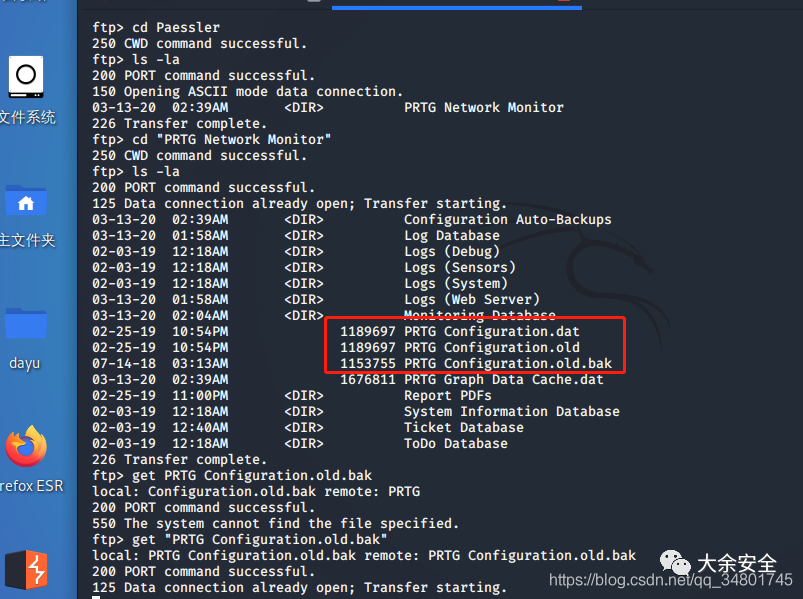 ftp> cd Paessler
250 CWD command successful.
ftp> ls -la
200 PORT command successful.
150 Opening ASCII mode data connection.
03-13-20  02:39AM       <DIR>          PRTG Network Monitor
226 Transfer complete.
ftp> cd "PRTG Network Monitor"
250 CWD command successful.
ftp> ls -la
200 PORT command successful.
125 Data connection already open; Transfer starting.
03-13-20  02:39AM       <DIR>          Configuration Auto-Backups
03-13-20  01:58AM       <DIR>          Log Database
02-03-19  12:18AM       <DIR>          Logs (Debug)
02-03-19  12:18AM       <DIR>          Logs (Sensors)
02-03-19  12:18AM       <DIR>          Logs (System)
03-13-20  01:58AM       <DIR>          Logs (Web Server)
03-13-20  02:04AM       <DIR>          Monitoring Database
02-25-19  10:54PM              1189697 PRTG Configuration.dat
02-25-19  10:54PM              1189697 PRTG Configuration.old
07-14-18  03:13AM              1153755 PRTG Configuration.old.bak
03-13-20  02:39AM              1676811 PRTG Graph Data Cache.dat
02-25-19  11:00PM       <DIR>          Report PDFs
02-03-19  12:18AM       <DIR>          System Information Database
02-03-19  12:40AM       <DIR>          Ticket Database
02-03-19  12:18AM       <DIR>          ToDo Database
226 Transfer complete.
ftp> get PRTG Configuration.old.bak
local: Configuration.old.bak remote: PRTG
200 PORT command successful.
550 The system cannot find the file specified.
ftp> get "PRTG Configuration.old.bak"
local: PRTG Configuration.old.bak remote: PRTG Configuration.old.bak
200 PORT command successful.
125 Data connection already open; Transfer starting.
文件系统
主文件夹
dayu
refox ESR
大余安全
https://blog.csdn.net/qq_34801745